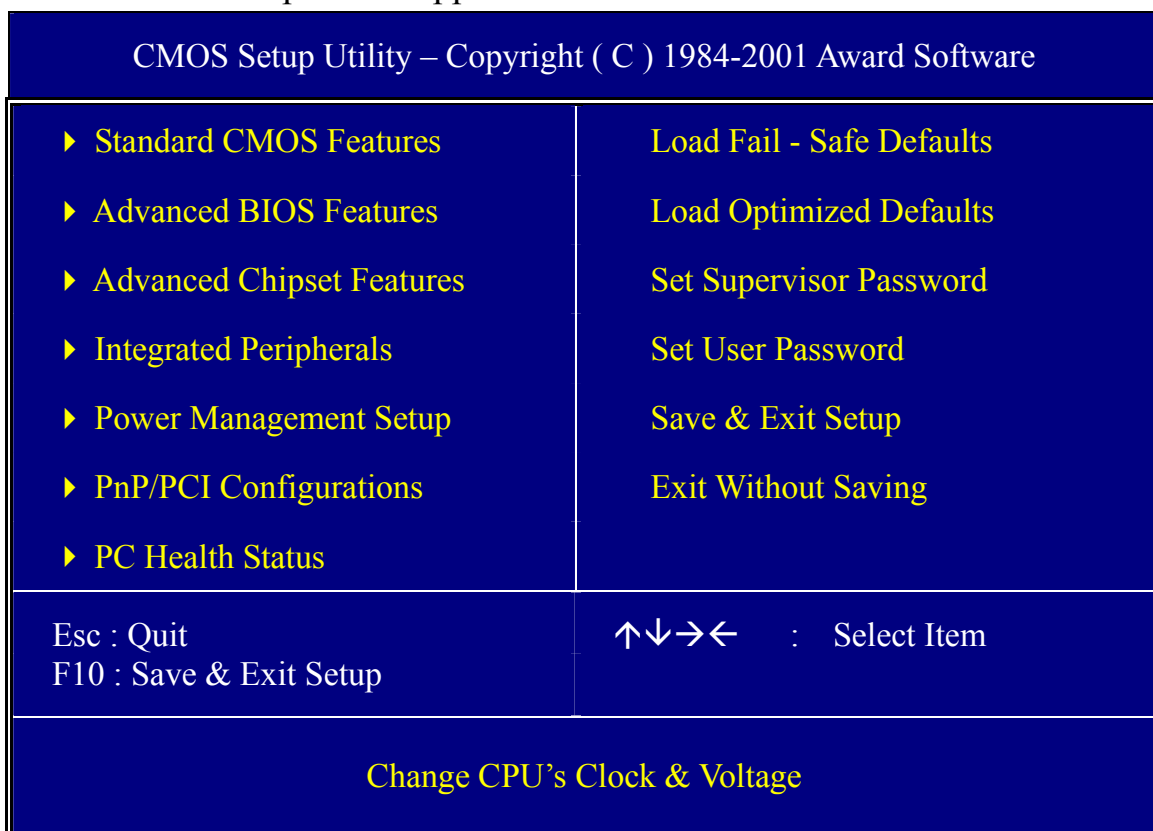 CMOS Setup Utility – Copyright ( C ) 1984-2001 Award Software
Standard CMOS Features
Advanced BIOS Features
Advanced Chipset Features
Integrated Peripherals
Power Management Setup
PnP/PCI Configurations
PC Health Status
Load Fail - Safe Defaults
Load Optimized Defaults
Set Supervisor Password
Set User Password
Save & Exit Setup
Exit Without Saving
Esc : Quit
F10 : Save & Exit Setup
↑↓→← : Select Item
Change CPU’s Clock & Voltage